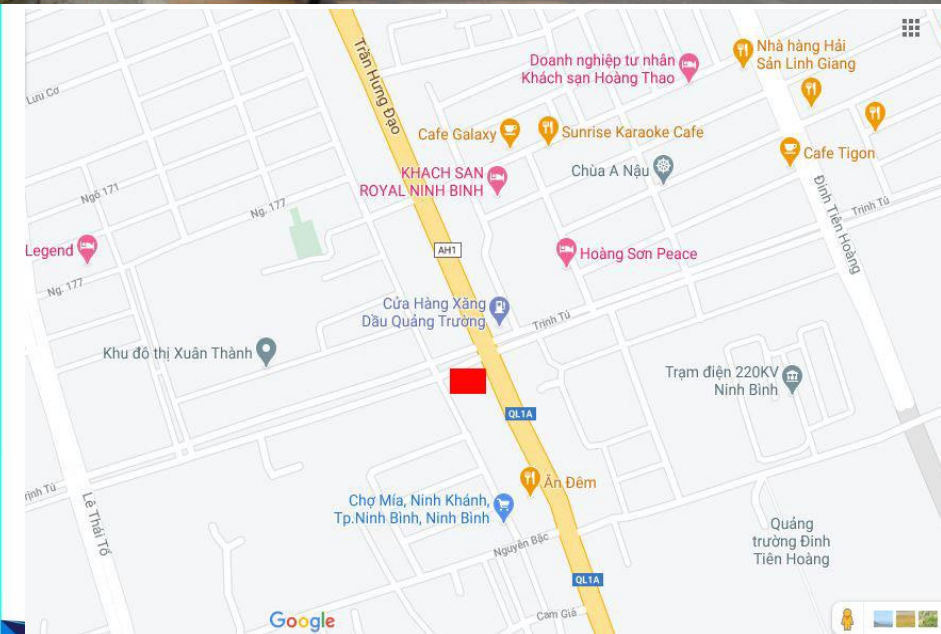 Trần Hưng Đạo
Doanh nghiệp tư nhân
Khách sạn Hoàng Thao
Nhà hàng Hải
Sản Linh Giang
Lưu Cơ
Cafe Galaxy
Sunrise Karaoke Cafe
Cafe Tigon
KHACH SAN
ROYAL NINH BINH
Chùa A Nậu
Ngõ 171
Ng. 177
Đinh Tiên Hoàng
Trịnh Tú
Legend
AH1
Hoàng Sơn Peace
Ng. 177
Cửa Hàng Xăng
Dầu Quảng Trường
Trịnh Tú
Khu đô thị Xuân Thành
Trạm điện 220KV
Ninh Bình
QL1A
rịnh Tú
Lê Thái Tổ
Ăn Đêm
Chợ Mía, Ninh Khánh,
Tp.Ninh Bình, Ninh Bình
Nguyễn Bặc
Quảng
trường Đinh
Tiên Hoàng
QL1A
Cam Giá
Google